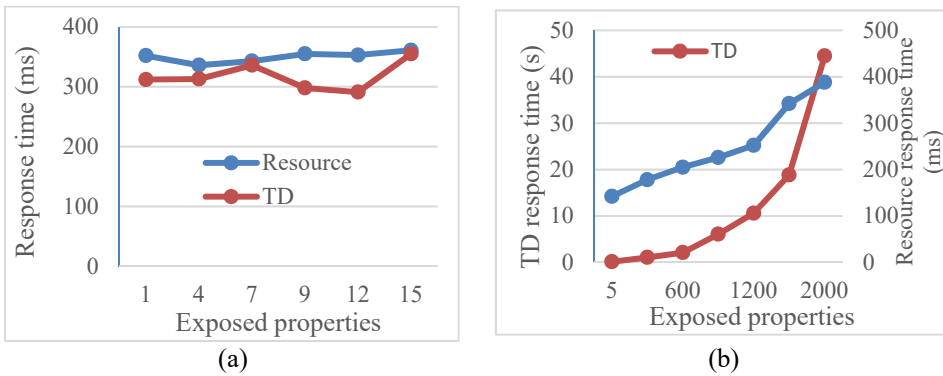 Response time (ms)
400
300
200
100
0
Resource
TD
1 4 7 9 12 15
Exposed properties
(a)
TD response time (s)
50
40
30
20
10
0
TD
500
400
300
200
100
0
Resource response time
(ms)
5 600 1200 2000
Exposed properties
(b)